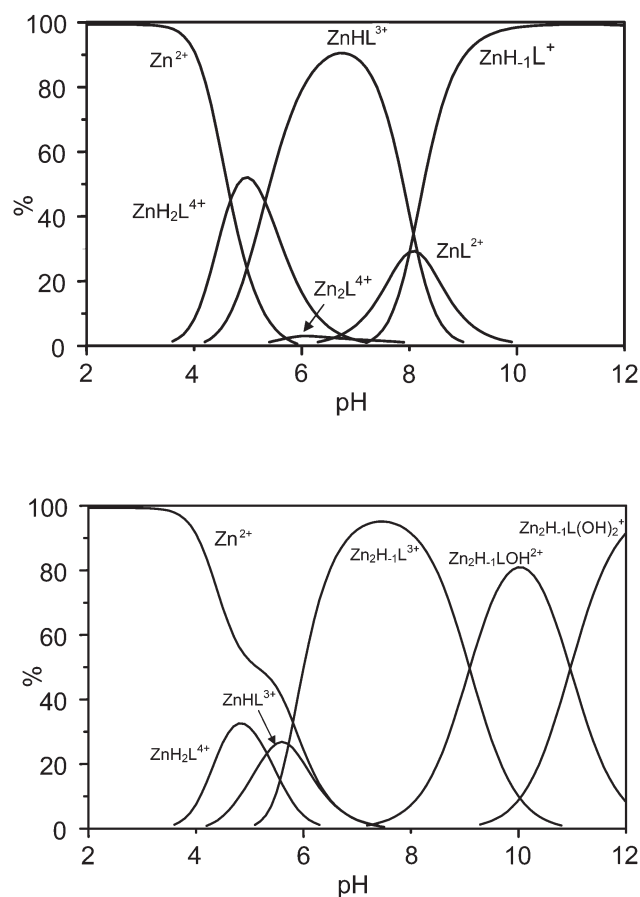 100
Zn²⁺
ZnHL³⁺
ZnH₋₁L⁺
80
60
%
ZnH₂L⁴⁺
40
ZnL²⁺
Zn₂L⁴⁺
20
0
2 4 6 8 10 12
pH
100
Zn²⁺
Zn₂H₋₁L(OH)₂⁺
Zn₂H₋₁L³⁺
Zn₂H₋₁LOH²⁺
80
60
%
ZnHL³⁺
40
ZnH₂L⁴⁺
20
0
2 4 6 8 10 12
pH